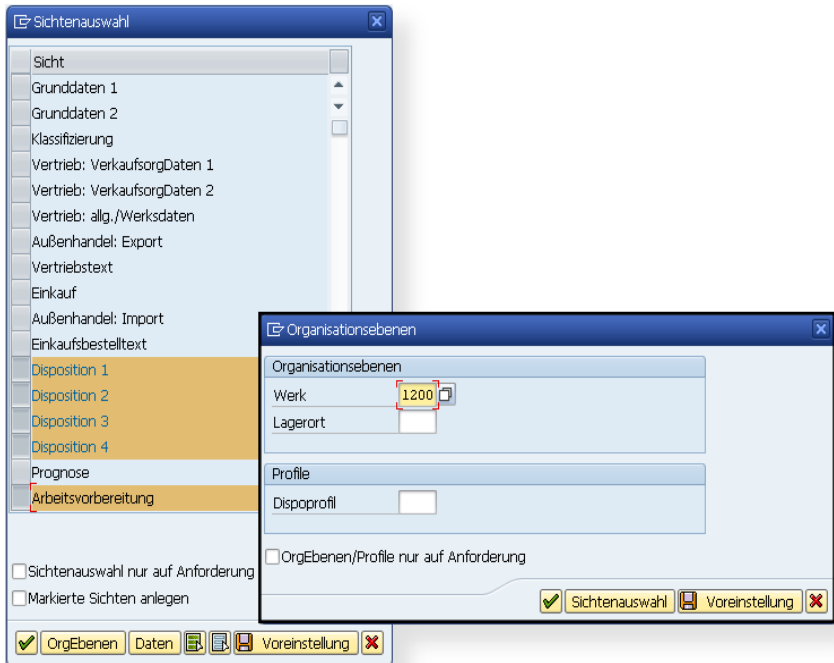 Sichtenauswahl
Sicht
Grunddaten 1
Grunddaten 2
Klassifizierung
Vertrieb: VerkaufsorgDaten 1
Vertrieb: VerkaufsorgDaten 2
Vertrieb: allg./Werksdaten
Außenhandel: Export
Vertriebstext
Einkauf
Außenhandel: Import
Einkaufsbestelltext
Disposition 1
Disposition 2
Disposition 3
Disposition 4
Prognose
Arbeitsvorbereitung
Sichtenauswahl nur auf Anforderung
Markierte Sichten anlegen
OrgEbenen Daten Voreinstellung
Organisationsebenen
Organisationsebenen
Werk 1200
Lagerort
Profile
Dispoprofil
OrgEbenen/Profile nur auf Anforderung
Sichtenauswahl Voreinstellung